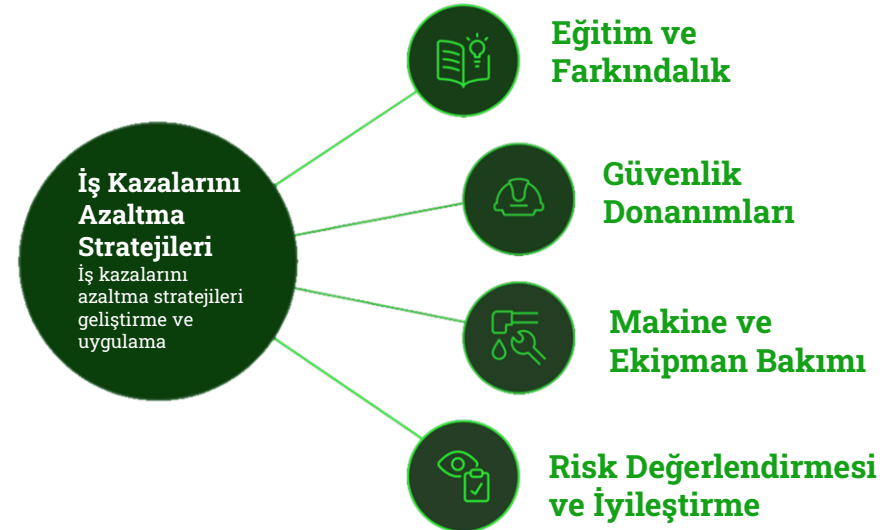 Eğitim ve
Farkındalık
İş Kazalarını
Azaltma
Stratejileri
İş kazalarını
azaltma stratejileri
geliştirme ve
uygulama
Güvenlik
Donanımları
Makine ve
Ekipman Bakımı
Risk Değerlendirmesi
ve İyileştirme